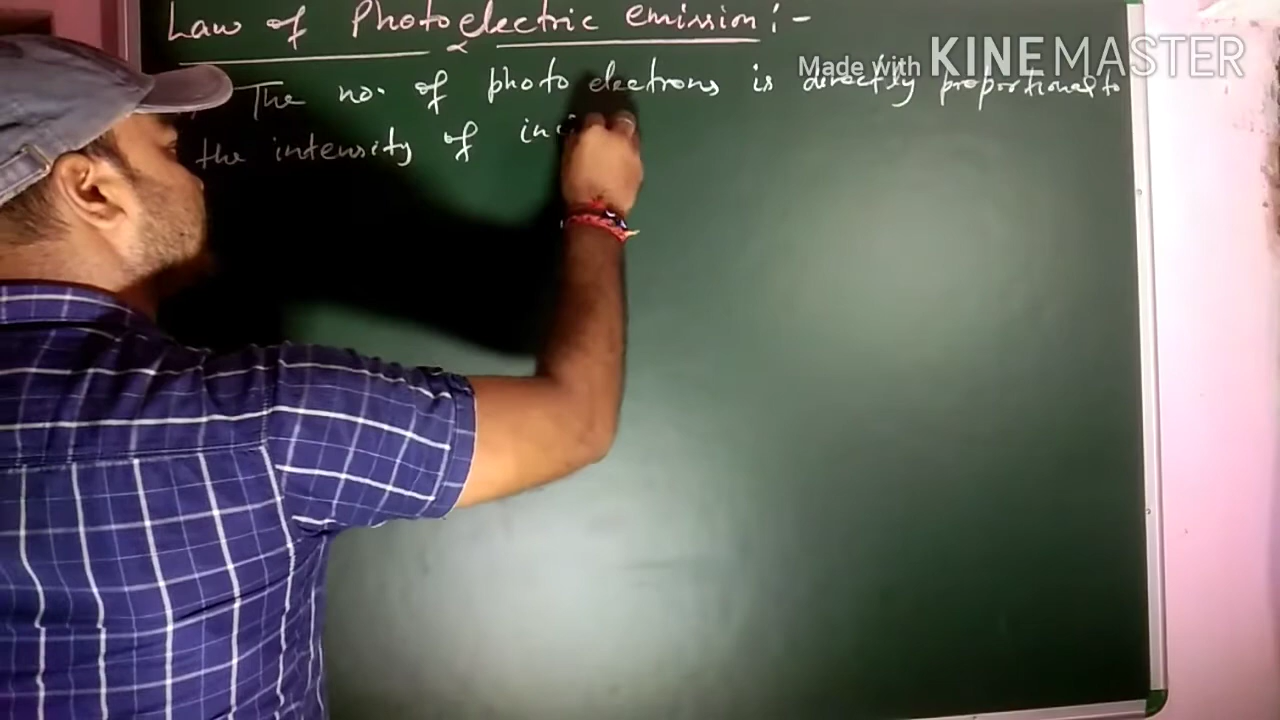 Law of Photoelectric emission :-
Made with KINEMASTER
The no. of photo electrons is directly proportional to
the intensity of inci